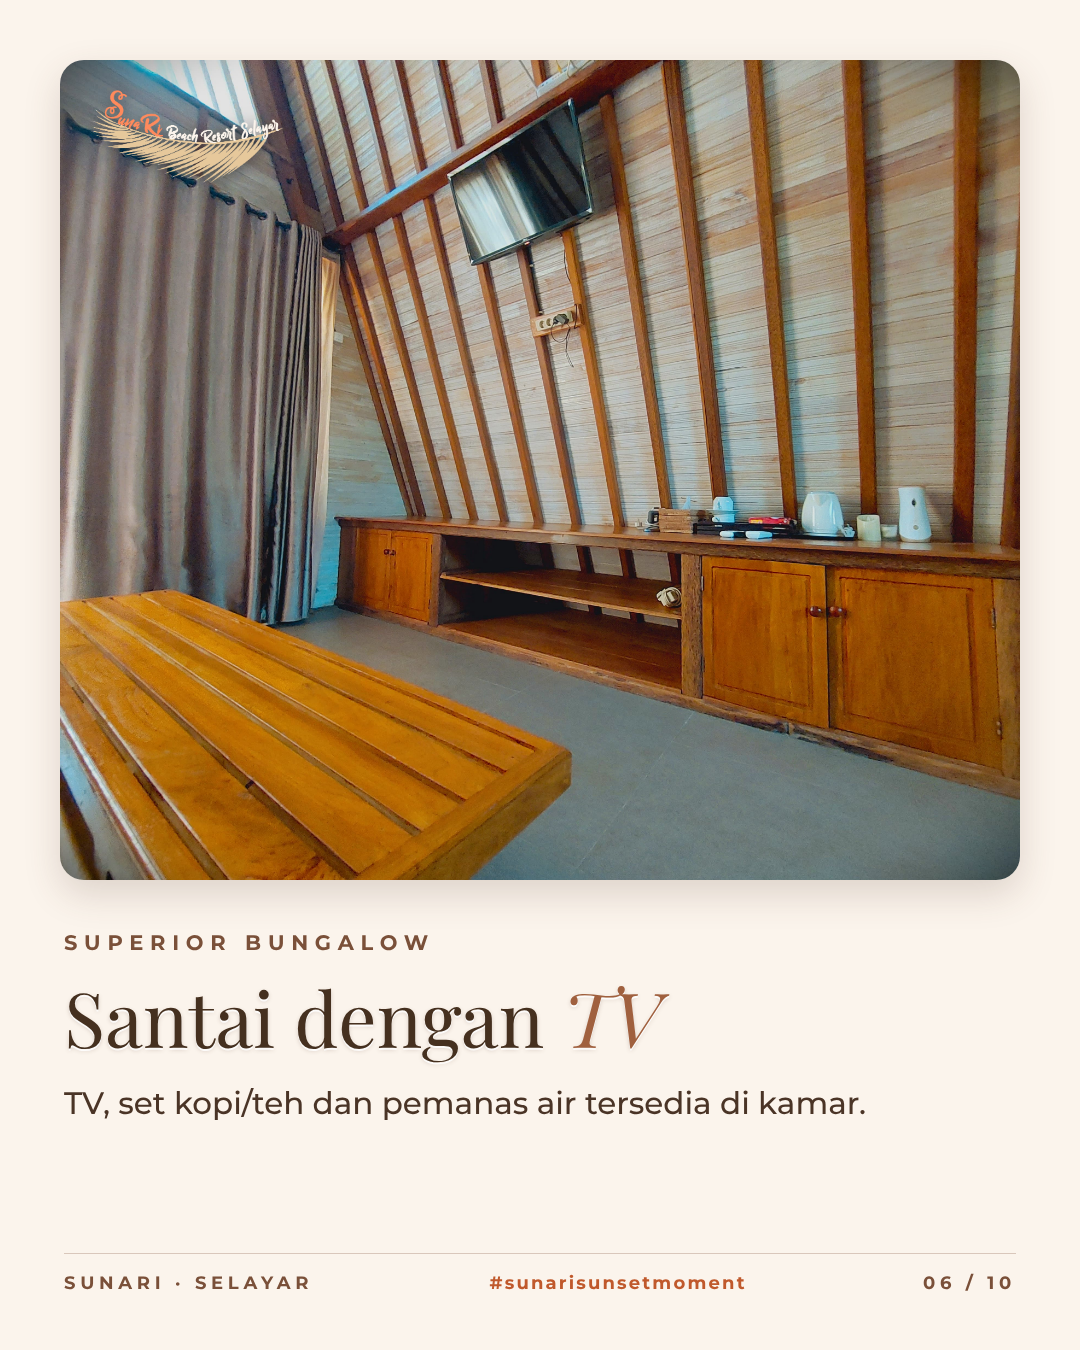 SunaRi Beach Resort Selayar
SUPERIOR BUNGALOW
Santai dengan TV
TV, set kopi/teh dan pemanas air tersedia di kamar.
SUNARI · SELAYAR
#sunarisunsetmoment
06 / 10